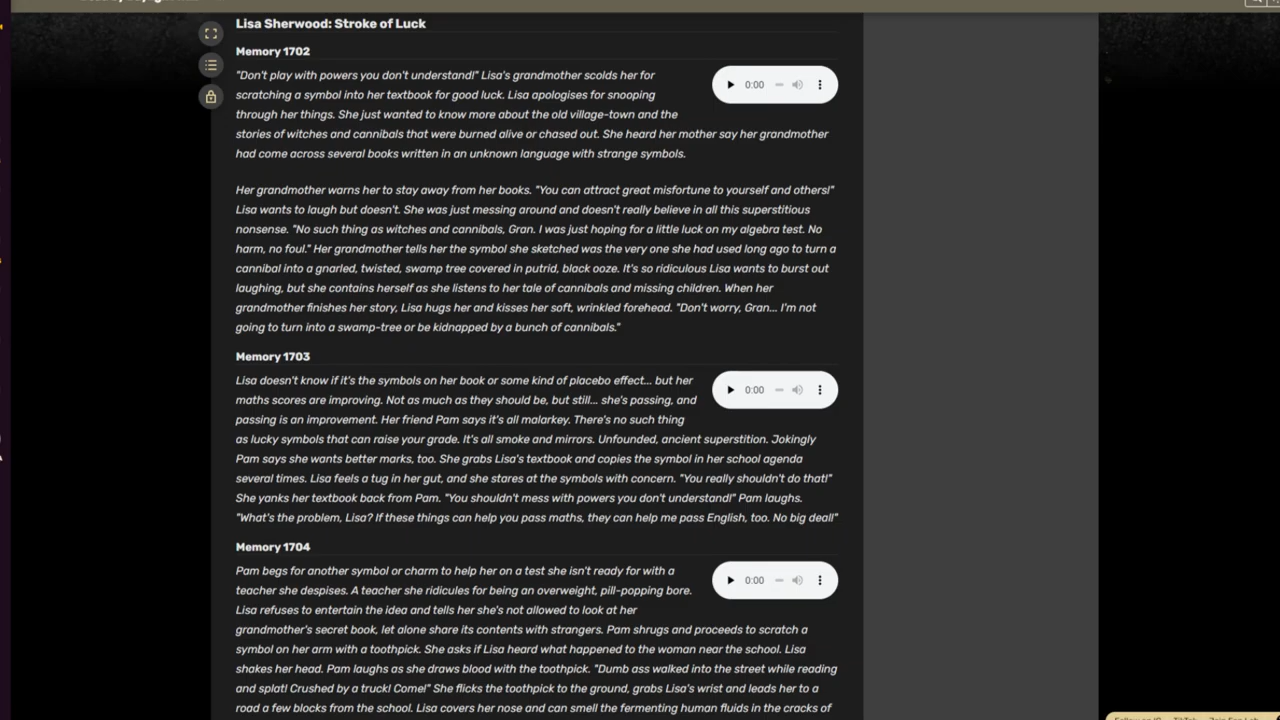 Lisa Sherwood: Stroke of Luck
Memory 1702
"Don't play with powers you don't understand!" Lisa's grandmother scolds her for
scratching a symbol into her textbook for good luck. Lisa apologises for snooping
through her things. She just wanted to know more about the old village-town and the
stories of witches and cannibals that were burned alive or chased out. She heard her mother say her grandmother
had come across several books written in an unknown language with strange symbols.
0:00
Her grandmother warns her to stay away from her books. "You can attract great misfortune to yourself and others!"
Lisa wants to laugh but doesn't. She was just messing around and doesn't really believe in all this superstitious
nonsense. "No such thing as witches and cannibals, Gran. I was just hoping for a little luck on my algebra test. No
harm, no foul." Her grandmother tells her the symbol she sketched was the very one she had used long ago to turn a
cannibal into a gnarled, twisted, swamp tree covered in putrid, black ooze. It's so ridiculous Lisa wants to burst out
laughing, but she contains herself as she listens to her tale of cannibals and missing children. When her
grandmother finishes her story, Lisa hugs her and kisses her soft, wrinkled forehead. "Don't worry, Gran... I'm not
going to turn into a swamp-tree or be kidnapped by a bunch of cannibals."
Memory 1703
Lisa doesn't know if it's the symbols on her book or some kind of placebo effect... but her
maths scores are improving. Not as much as they should be, but still... she's passing, and
passing is an improvement. Her friend Pam says it's all malarkey. There's no such thing
as lucky symbols that can raise your grade. It's all smoke and mirrors. Unfounded, ancient superstition. Jokingly
Pam says she wants better marks, too. She grabs Lisa's textbook and copies the symbol in her school agenda
several times. Lisa feels a tug in her gut, and she stares at the symbols with concern. "You really shouldn't do that!"
She yanks her textbook back from Pam. "You shouldn't mess with powers you don't understand!" Pam laughs.
"What's the problem, Lisa? If these things can help you pass maths, they can help me pass English, too. No big deal!"
0:00
Memory 1704
Pam begs for another symbol or charm to help her on a test she isn't ready for with a
teacher she despises. A teacher she ridicules for being an overweight, pill-popping bore.
Lisa refuses to entertain the idea and tells her she's not allowed to look at her
grandmother's secret book, let alone share its contents with strangers. Pam shrugs and proceeds to scratch a
symbol on her arm with a toothpick. She asks if Lisa heard what happened to the woman near the school. Lisa
shakes her head. Pam laughs as she draws blood with the toothpick. "Dumb ass walked into the street while reading
and splat! Crushed by a truck! Come!" She flicks the toothpick to the ground, grabs Lisa's wrist and leads her to a
road a few blocks from the school. Lisa covers her nose and can smell the fermenting human fluids in the cracks of
0:00